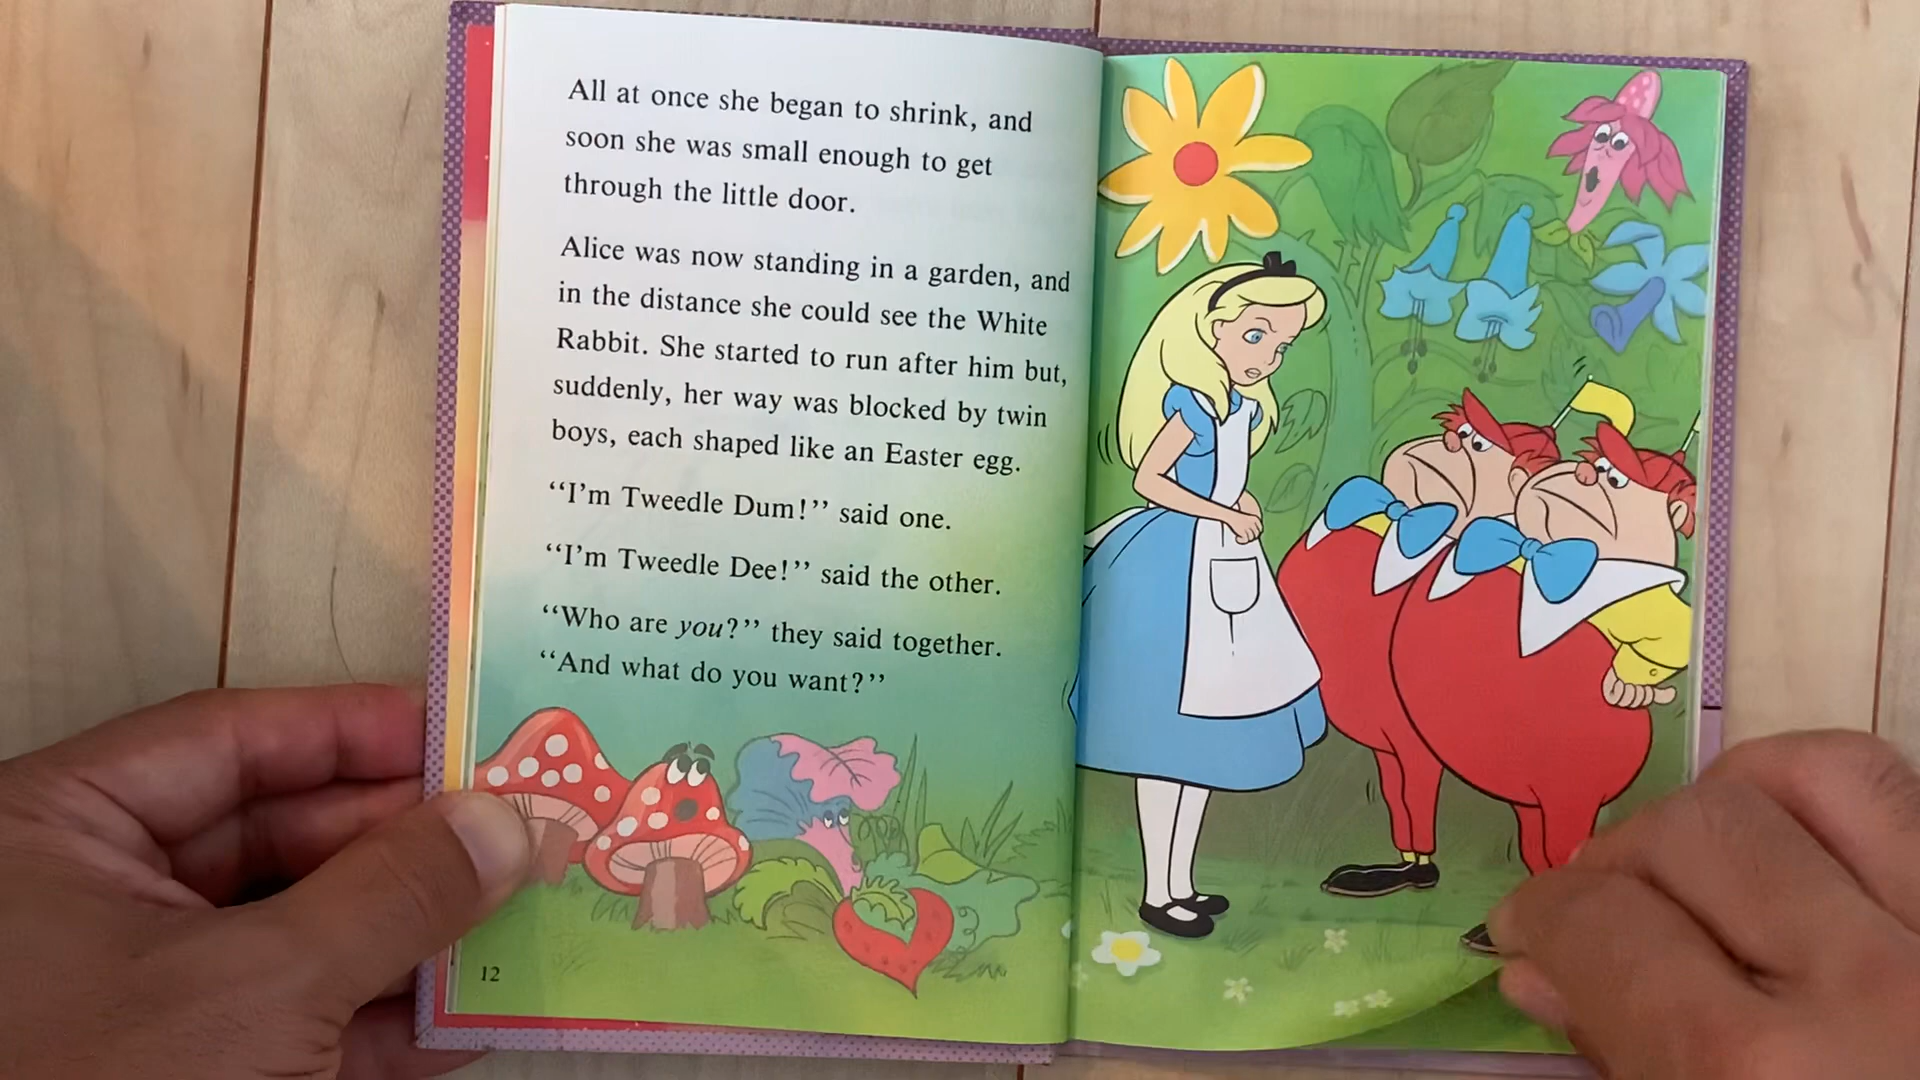 All at once she began to shrink, and
soon she was small enough to get
through the little door.
Alice was now standing in a garden, and
in the distance she could see the White
Rabbit. She started to run after him but,
suddenly, her way was blocked by twin
boys, each shaped like an Easter egg.
“I’m Tweedle Dum!” said one.
“I’m Tweedle Dee!” said the other.
“Who are you?” they said together.
“And what do you want?”
12